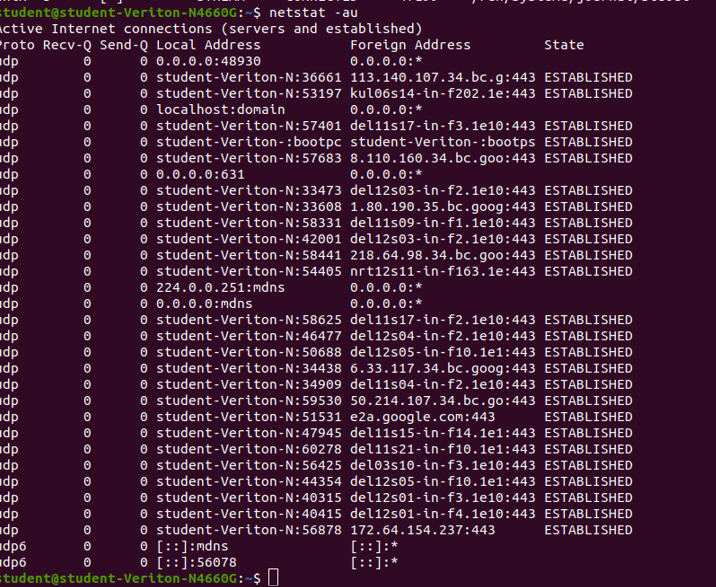 student@student-Veriton-N4660G:~$ netstat -au
Active Internet connections (servers and established)
Proto Recv-Q Send-Q Local Address Foreign Address State
udp 0 0 0.0.0.0:48930 0.0.0.0:*
udp 0 0 student-Veriton-N:36661 113.140.107.34.bc.g:443 ESTABLISHED
udp 0 0 student-Veriton-N:53197 kul06s14-in-f202.1e:443 ESTABLISHED
udp 0 0 localhost:domain 0.0.0.0:*
udp 0 0 student-Veriton-N:57401 del11s17-in-f3.1e10:443 ESTABLISHED
udp 0 0 student-Veriton-:bootpc student-Veriton-:bootps ESTABLISHED
udp 0 0 student-Veriton-N:57683 8.110.160.34.bc.goo:443 ESTABLISHED
udp 0 0 0.0.0.0:631 0.0.0.0:*
udp 0 0 student-Veriton-N:33473 del12s03-in-f2.1e10:443 ESTABLISHED
udp 0 0 student-Veriton-N:33608 1.80.190.35.bc.goog:443 ESTABLISHED
udp 0 0 student-Veriton-N:58331 del11s09-in-f1.1e10:443 ESTABLISHED
udp 0 0 student-Veriton-N:42001 del12s03-in-f2.1e10:443 ESTABLISHED
udp 0 0 student-Veriton-N:58441 218.64.98.34.bc.goo:443 ESTABLISHED
udp 0 0 student-Veriton-N:54405 nrt12s11-in-f163.1e:443 ESTABLISHED
udp 0 0 224.0.0.251:mdns 0.0.0.0:*
udp 0 0 0.0.0.0:mdns 0.0.0.0:*
udp 0 0 student-Veriton-N:58625 del11s17-in-f2.1e10:443 ESTABLISHED
udp 0 0 student-Veriton-N:46477 del12s04-in-f2.1e10:443 ESTABLISHED
udp 0 0 student-Veriton-N:50688 del12s05-in-f10.1e1:443 ESTABLISHED
udp 0 0 student-Veriton-N:34438 6.33.117.34.bc.goog:443 ESTABLISHED
udp 0 0 student-Veriton-N:34909 del11s04-in-f2.1e10:443 ESTABLISHED
udp 0 0 student-Veriton-N:59530 50.214.107.34.bc.go:443 ESTABLISHED
udp 0 0 student-Veriton-N:51531 e2a.google.com:443 ESTABLISHED
udp 0 0 student-Veriton-N:47945 del11s15-in-f14.1e1:443 ESTABLISHED
udp 0 0 student-Veriton-N:60278 del11s21-in-f10.1e1:443 ESTABLISHED
udp 0 0 student-Veriton-N:56425 del03s10-in-f3.1e10:443 ESTABLISHED
udp 0 0 student-Veriton-N:44354 del12s05-in-f10.1e1:443 ESTABLISHED
udp 0 0 student-Veriton-N:40315 del12s01-in-f3.1e10:443 ESTABLISHED
udp 0 0 student-Veriton-N:40415 del12s01-in-f4.1e10:443 ESTABLISHED
udp 0 0 student-Veriton-N:56878 172.64.154.237:443 ESTABLISHED
udp6 0 0 [::]:mdns [::]:*
udp6 0 0 [::]:56078 [::]:*
student@student-Veriton-N4660G:~$